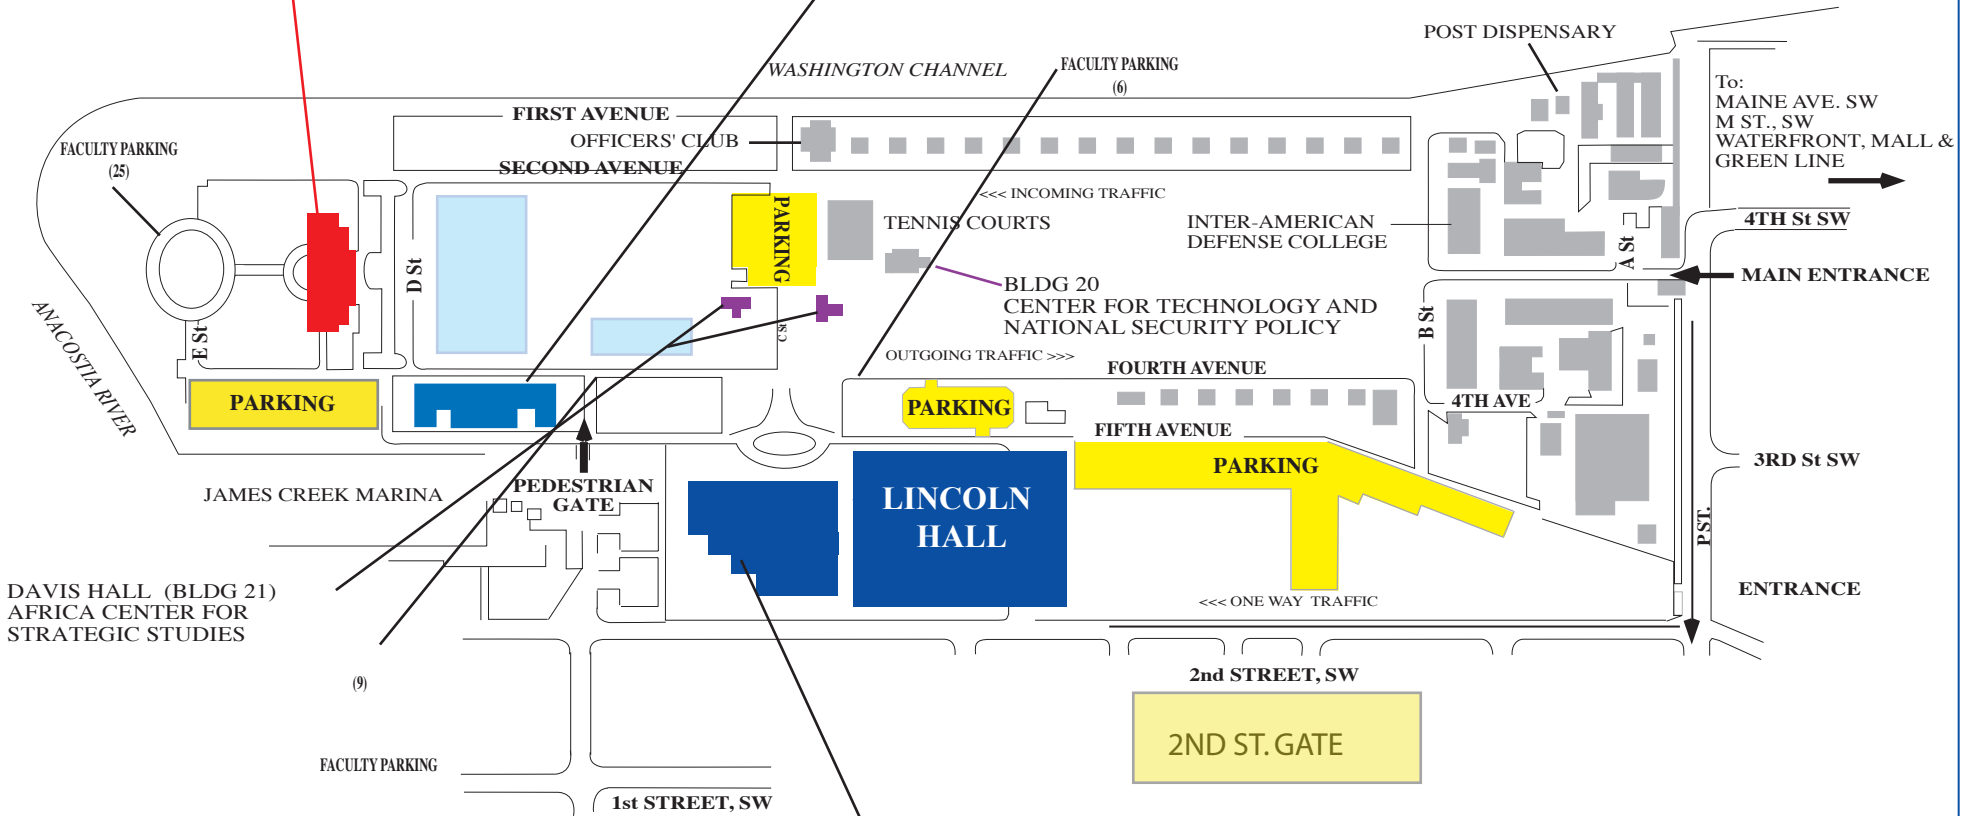 POST DISPENSARY
WASHINGTON CHANNEL
FACULTY PARKING
(6)
To:
MAINE AVE. SW
M ST., SW
WATERFRONT, MALL &
GREEN LINE
FIRST AVENUE
OFFICERS' CLUB
SECOND AVENUE
FACULTY PARKING
(25)
<<< INCOMING TRAFFIC
TENNIS COURTS
INTER-AMERICAN
DEFENSE COLLEGE
4TH St SW
A St
MAIN ENTRANCE
PARKING
D St
BLDG 20
CENTER FOR TECHNOLOGY AND
NATIONAL SECURITY POLICY
B St
E St
C St
ANACOSTIA RIVER
OUTGOING TRAFFIC >>>
FOURTH AVENUE
PARKING
PARKING
4TH AVE
FIFTH AVENUE
PARKING
3RD St SW
JAMES CREEK MARINA
PEDESTRIAN
GATE
LINCOLN
HALL
P ST.
DAVIS HALL (BLDG 21)
AFRICA CENTER FOR
STRATEGIC STUDIES
<<< ONE WAY TRAFFIC
ENTRANCE
2nd STREET, SW
(9)
2ND ST. GATE
FACULTY PARKING
1st STREET, SW